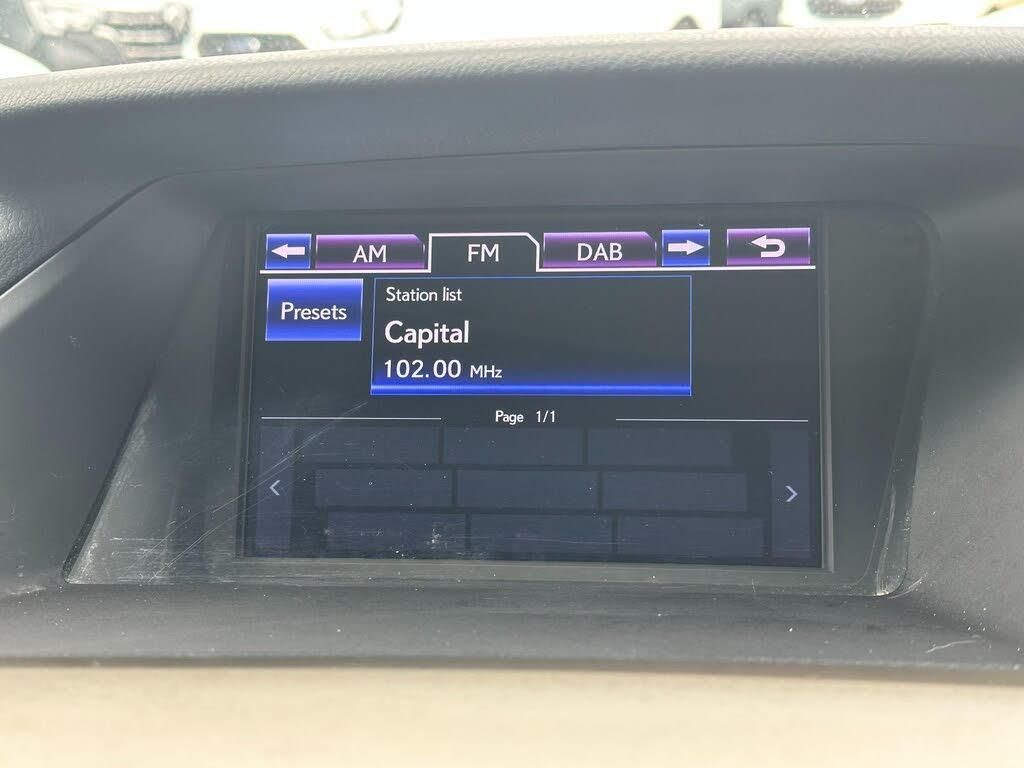 AM FM DAB
Presets
Station list
Capital
102.00 MHz
Page 1/1